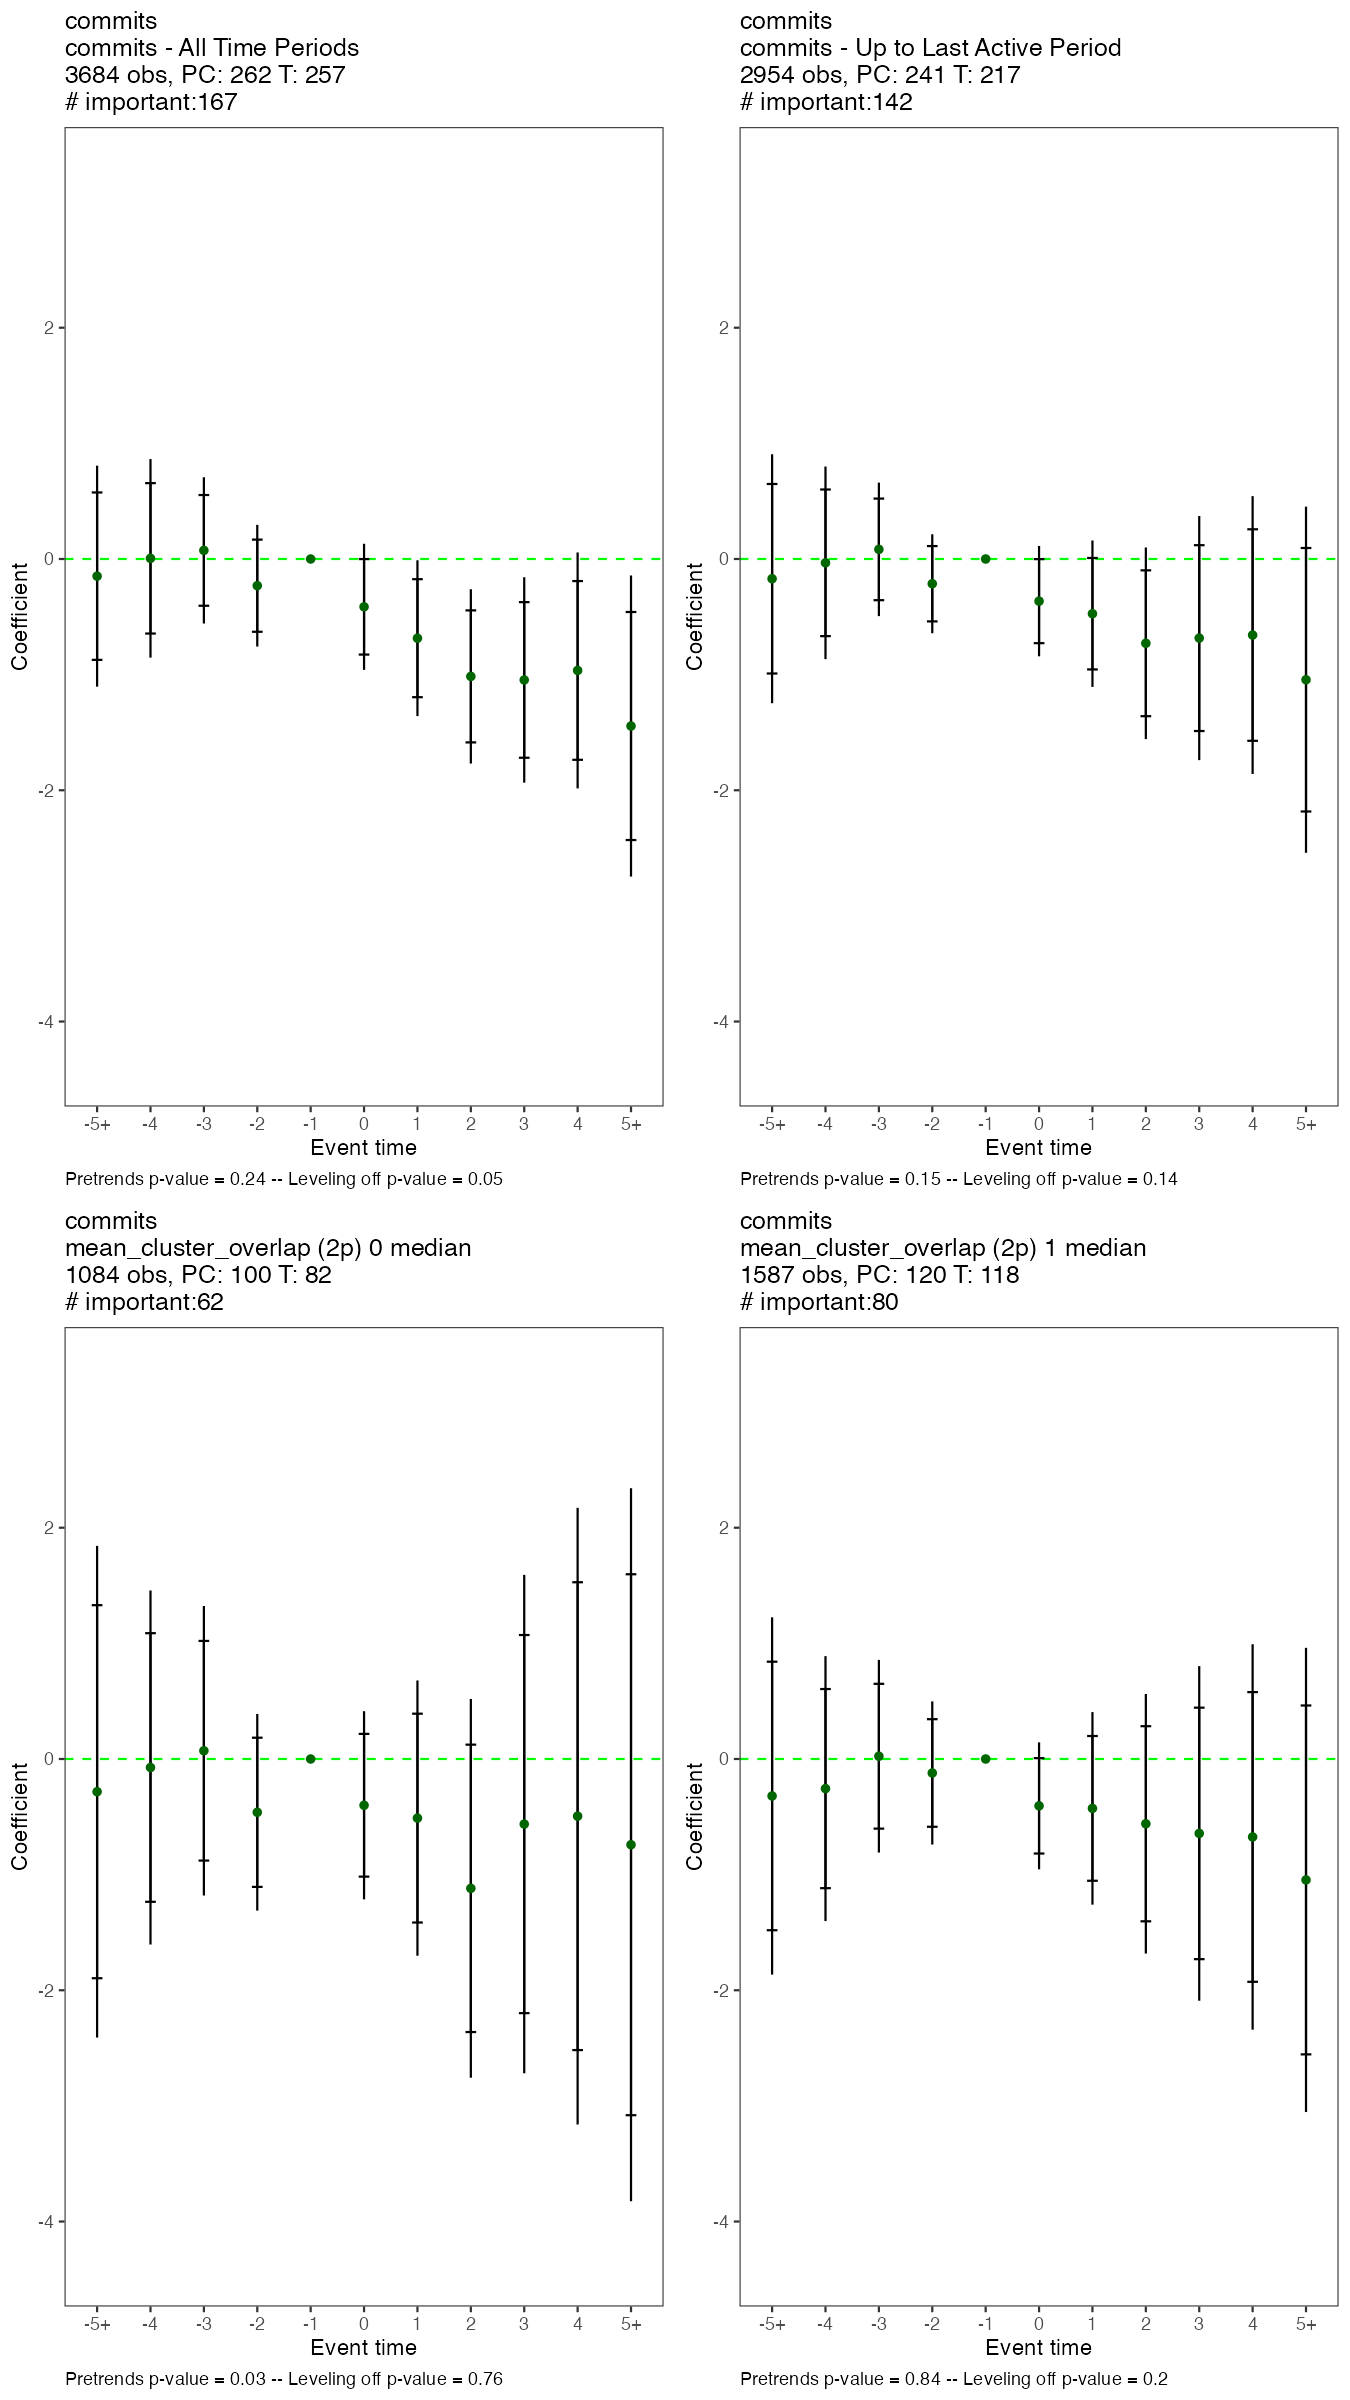 commits
commits - All Time Periods
3684 obs, PC: 262 T: 257
# important:167
2
0
-2
-4
Coefficient
-5+ -4 -3 -2 -1 0 1 2 3 4 5+
Event time
Pretrends p-value = 0.24 -- Leveling off p-value = 0.05
commits
commits - Up to Last Active Period
2954 obs, PC: 241 T: 217
# important:142
2
0
-2
-4
Coefficient
-5+ -4 -3 -2 -1 0 1 2 3 4 5+
Event time
Pretrends p-value = 0.15 -- Leveling off p-value = 0.14
commits
mean_cluster_overlap (2p) 0 median
1084 obs, PC: 100 T: 82
# important:62
2
0
-2
-4
Coefficient
-5+ -4 -3 -2 -1 0 1 2 3 4 5+
Event time
Pretrends p-value = 0.03 -- Leveling off p-value = 0.76
commits
mean_cluster_overlap (2p) 1 median
1587 obs, PC: 120 T: 118
# important:80
2
0
-2
-4
Coefficient
-5+ -4 -3 -2 -1 0 1 2 3 4 5+
Event time
Pretrends p-value = 0.84 -- Leveling off p-value = 0.2